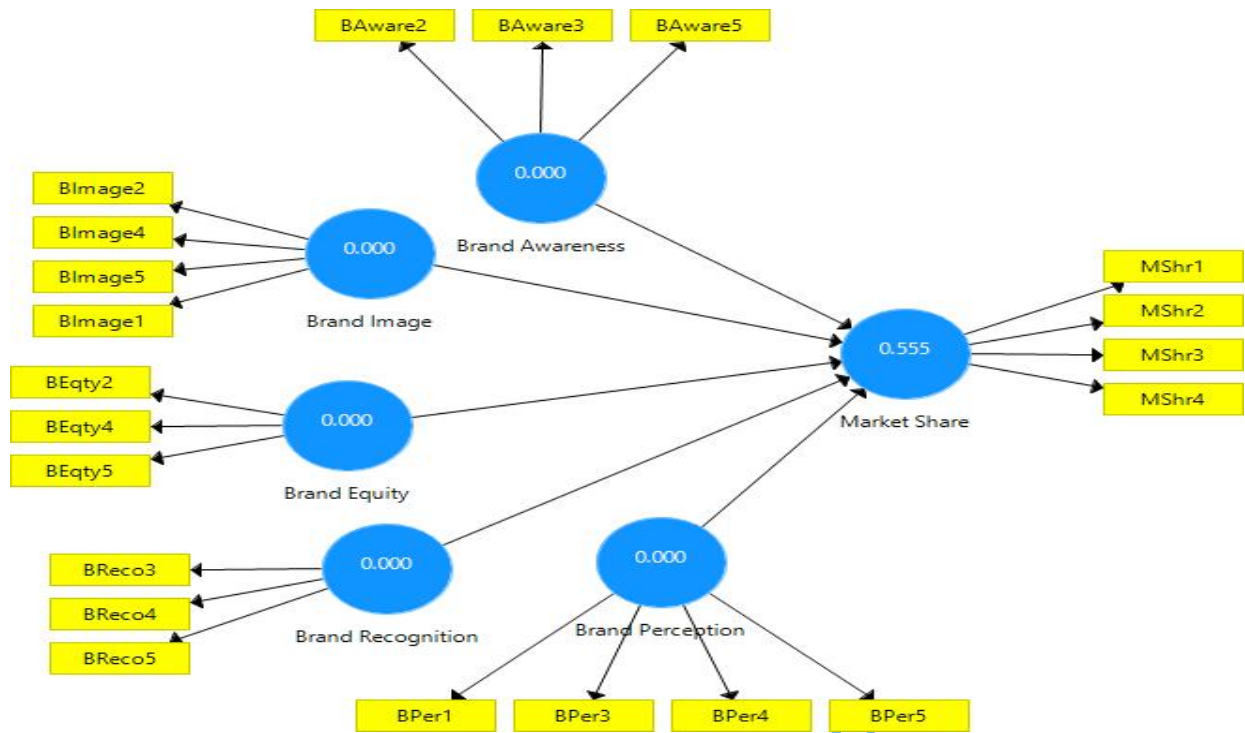 BAware2 BAware3 BAware5
0.000
Brand Awareness
BImage2
BImage4
BImage5
BImage1
0.000
Brand Image
MShr1
MShr2
MShr3
MShr4
0.555
Market Share
BEqty2
BEqty4
BEqty5
0.000
Brand Equity
BReco3
BReco4
BReco5
0.000
Brand Recognition
0.000
Brand Perception
BPer1 BPer3 BPer4 BPer5